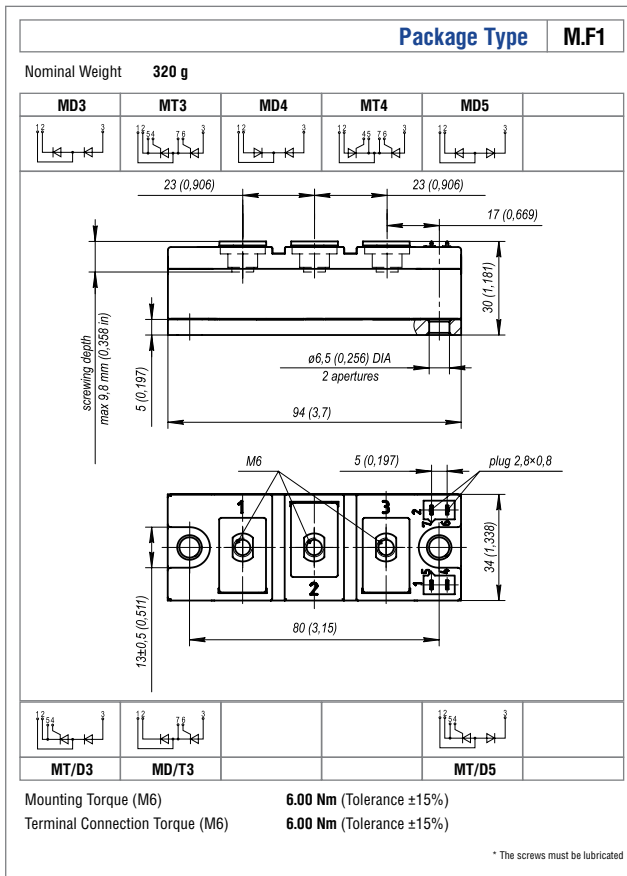 Package Type M.F1
Nominal Weight 320 g
MD3 MT3 MD4 MT4 MD5
1 2 3
1 2 5 4 7 6 3
1 2 3
1 2 4 5 7 6 3
1 2 3
23 (0,906) 23 (0,906)
17 (0,669)
30 (1,181)
screwing depth
max 9,8 mm (0,358 in)
5 (0,197)
ø6,5 (0,256) DIA
2 apertures
94 (3,7)
M6 5 (0,197) plug 2,8×0,8
1 3 2 7 6
2
1 5 4
34 (1,338)
13±0,5 (0,511)
80 (3,15)
1 2 5 4 3
1 2 7 6 3
1 2 5 4 3
MT/D3 MD/T3 MT/D5
Mounting Torque (M6) 6.00 Nm (Tolerance ±15%)
Terminal Connection Torque (M6) 6.00 Nm (Tolerance ±15%)
* The screws must be lubricated